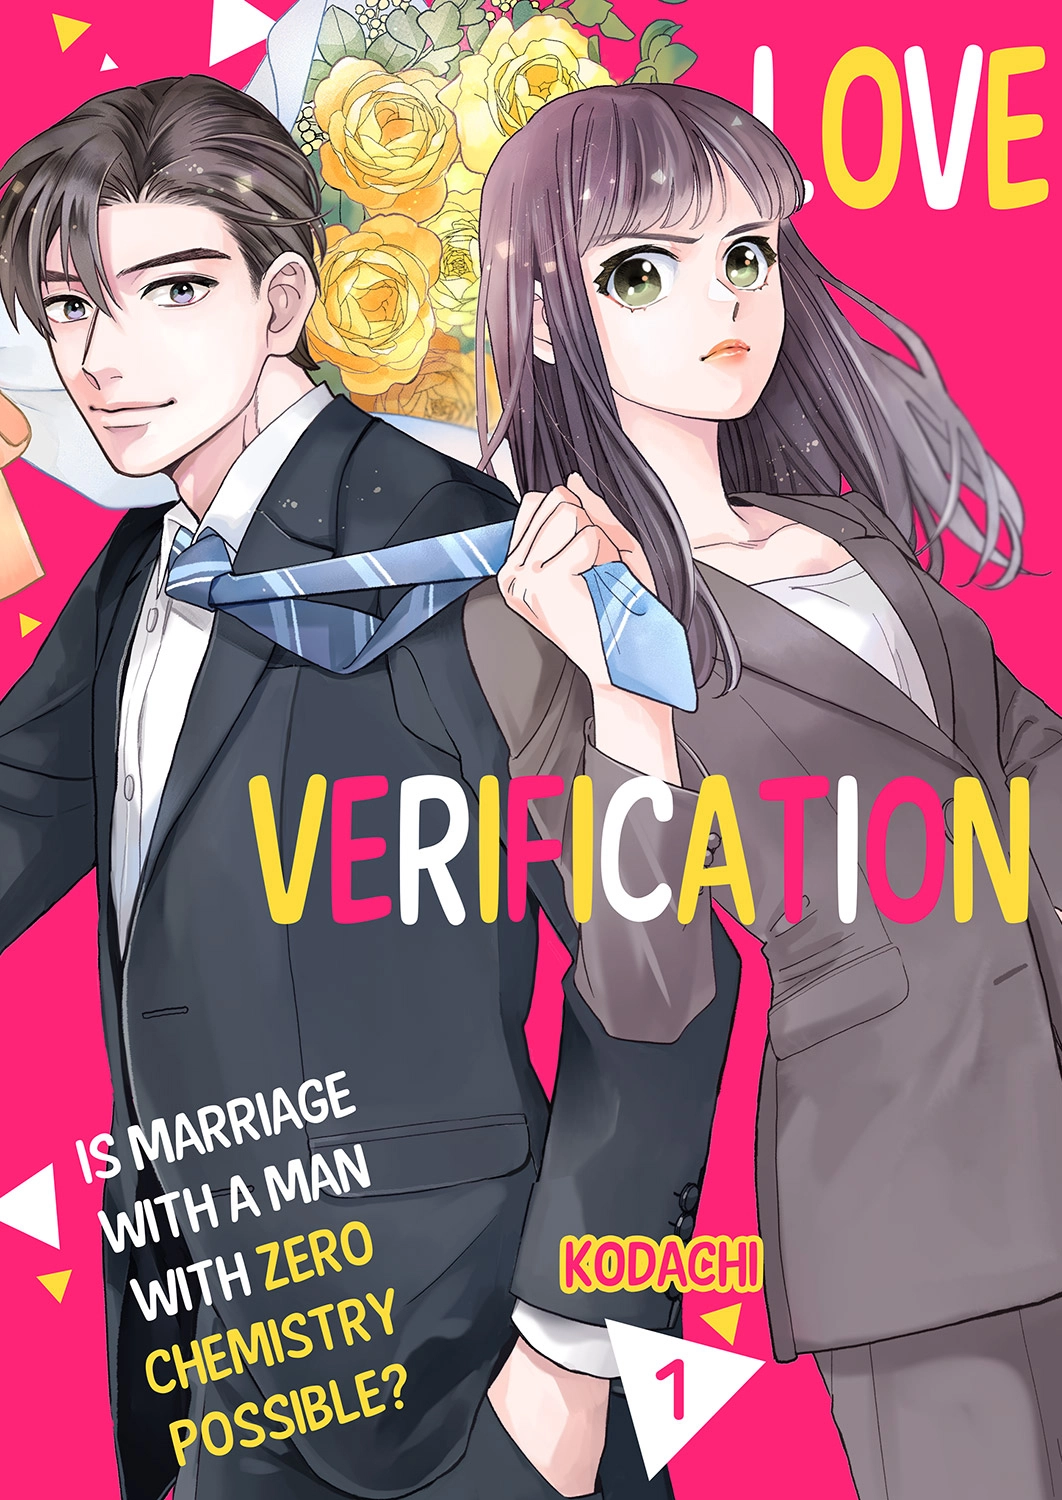 LOVE
VERIFICATION
IS MARRIAGE
WITH A MAN
WITH ZERO
CHEMISTRY
POSSIBLE?
KODACHI
1